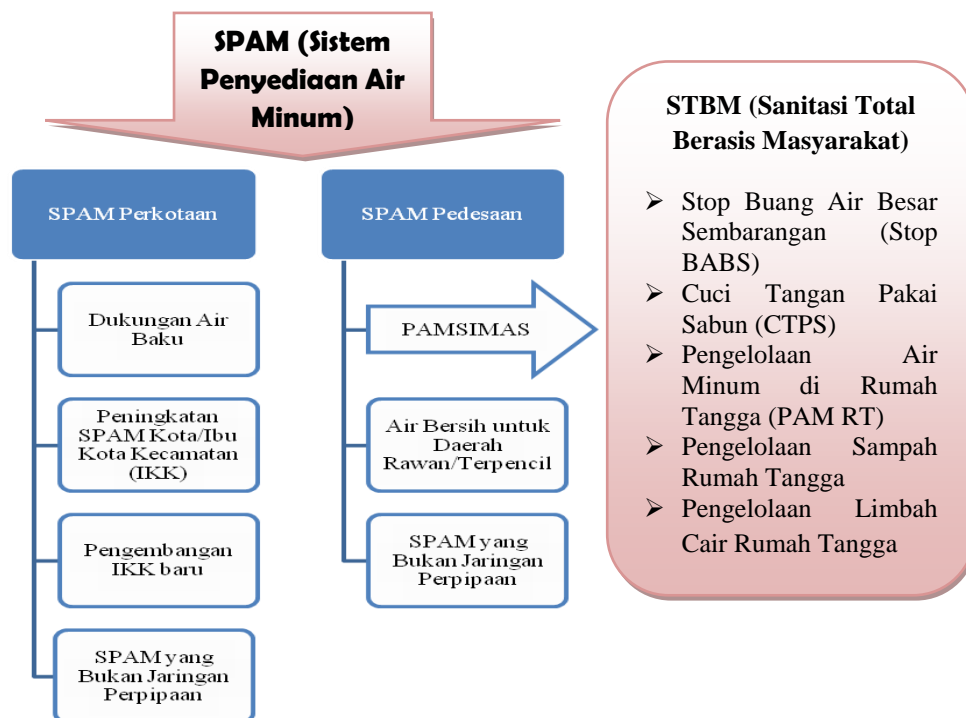 SPAM (Sistem
Penyediaan Air
Minum)
SPAM Perkotaan
Dukungan Air
Baku
Peningkatan
SPAM Kota/Ibu
Kota Kecamatan
(IKK)
Pengembangan
IKK baru
SPAM yang
Bukan Jaringan
Perpipaan
SPAM Pedesaan
PAMSIMAS
Air Bersih untuk
Daerah
Rawan/Terpencil
SPAM yang
Bukan Jaringan
Perpipaan
STBM (Sanitasi Total
Berasis Masyarakat)
➢ Stop Buang Air Besar
Sembarangan (Stop
BABS)
➢ Cuci Tangan Pakai
Sabun (CTPS)
➢ Pengelolaan Air
Minum di Rumah
Tangga (PAM RT)
➢ Pengelolaan Sampah
Rumah Tangga
➢ Pengelolaan Limbah
Cair Rumah Tangga